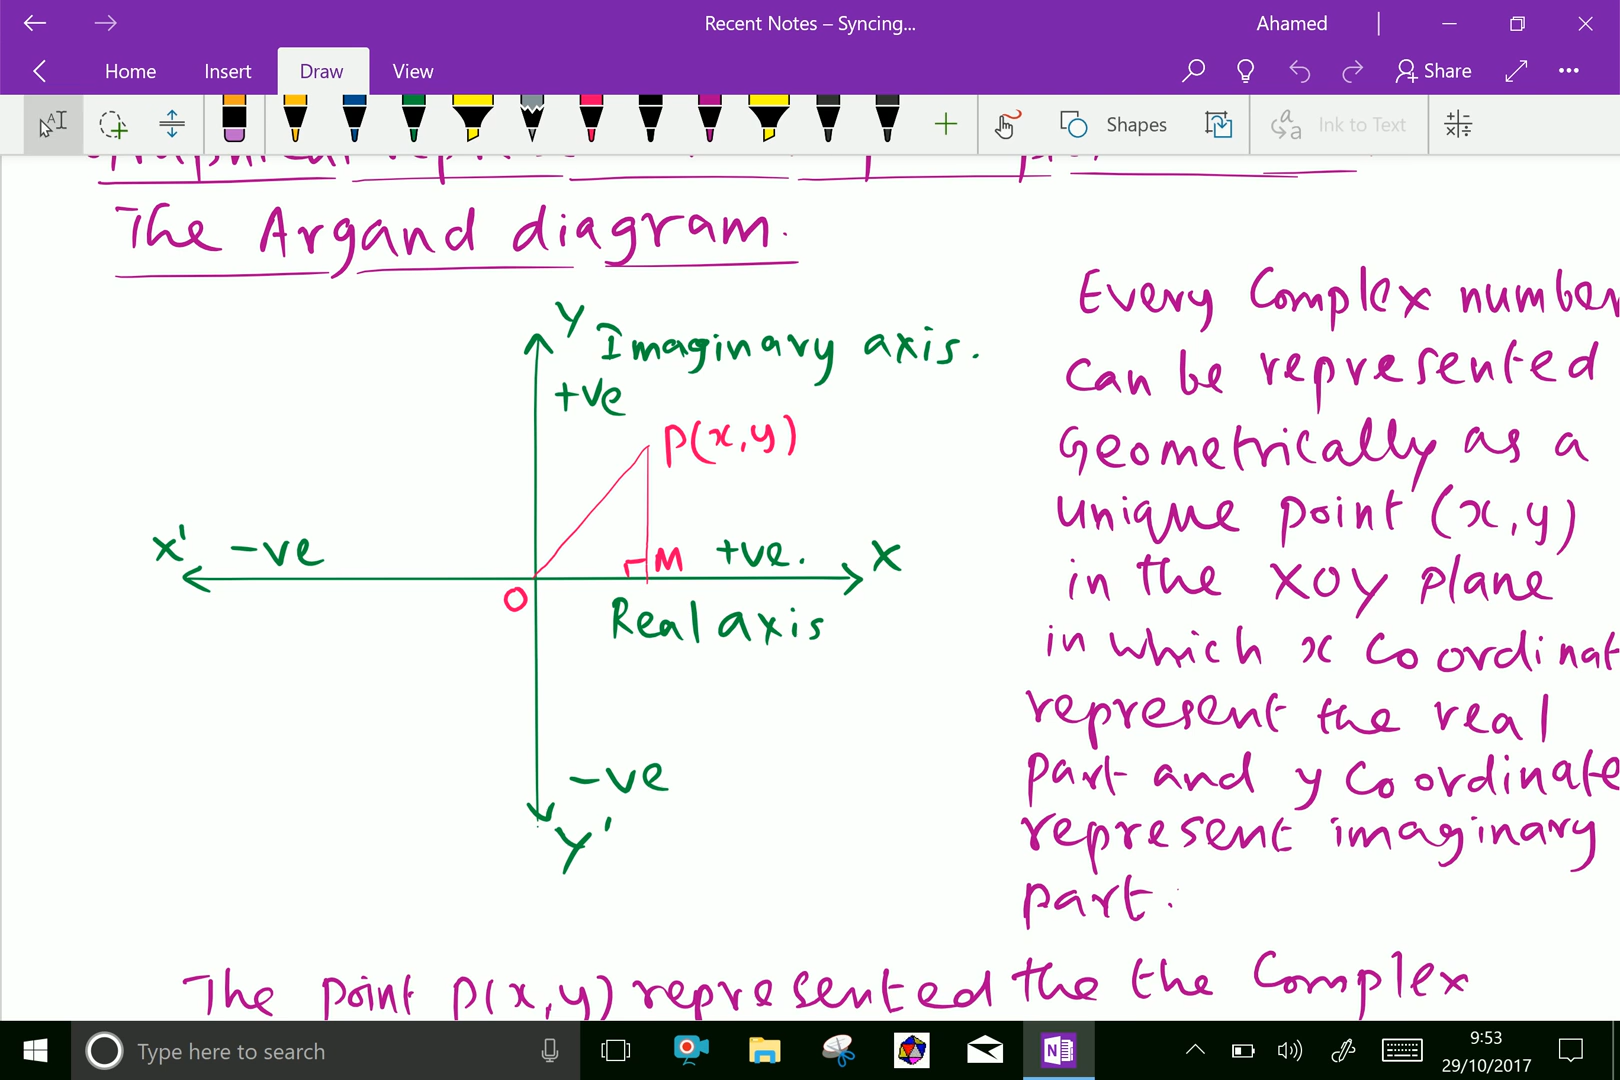 Recent Notes – Syncing...
Ahamed
Home Insert Draw View
Share
Shapes
Ink to Text
The Argand diagram.
Y Imaginary axis.
+ve
P(x,y)
X' -ve
M +ve. X
O
Real axis
-ve
Y'
Every Complex number
can be represented
Geometrically as a
unique point (x,y)
in the XOY plane
in which x Coordinat
represent the real
part and y Coordinate
represent imaginary
part.
The point P(x,y) represented the the Complex
Type here to search
9:53
29/10/2017